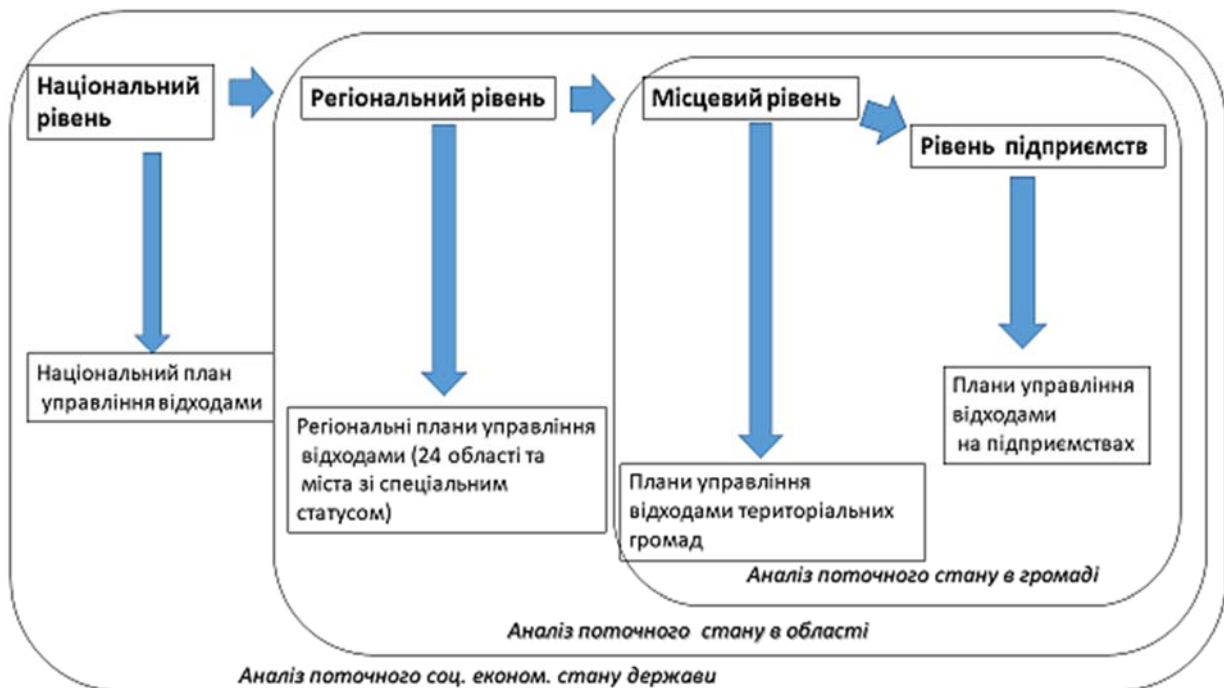 Національний
рівень
Регіональний рівень
Місцевий рівень
Рівень підприємств
Національний план
управління відходами
Регіональні плани управління
відходами (24 області та
міста зі спеціальним
статусом)
Плани управління
відходами територіальних
громад
Плани управління
відходами
на підприємствах
Аналіз поточного стану в громаді
Аналіз поточного стану в області
Аналіз поточного соц. економ. стану держави